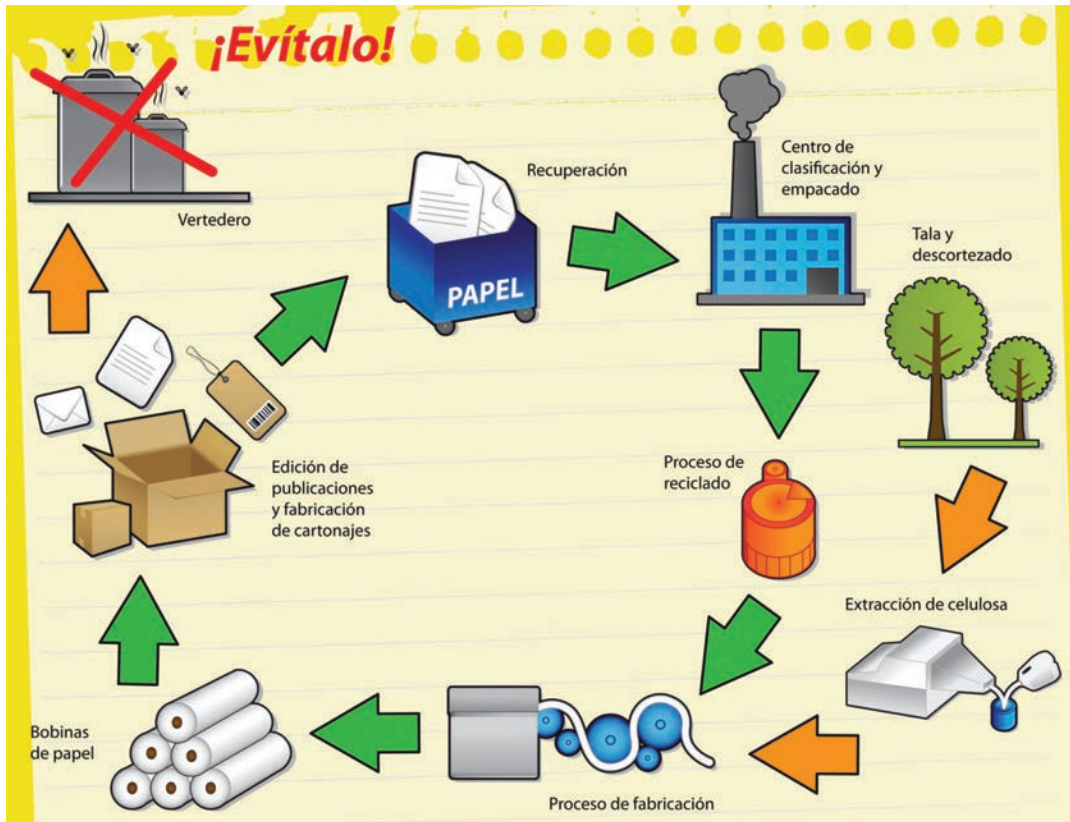 ¡Evítalo!
Vertedero
Recuperación
PAPEL
Centro de
clasificación y
empacado
Tala y
descortezado
Proceso de
reciclado
Edición de
publicaciones
y fabricación
de cartonajes
Extracción de celulosa
Bobinas
de papel
Proceso de fabricación